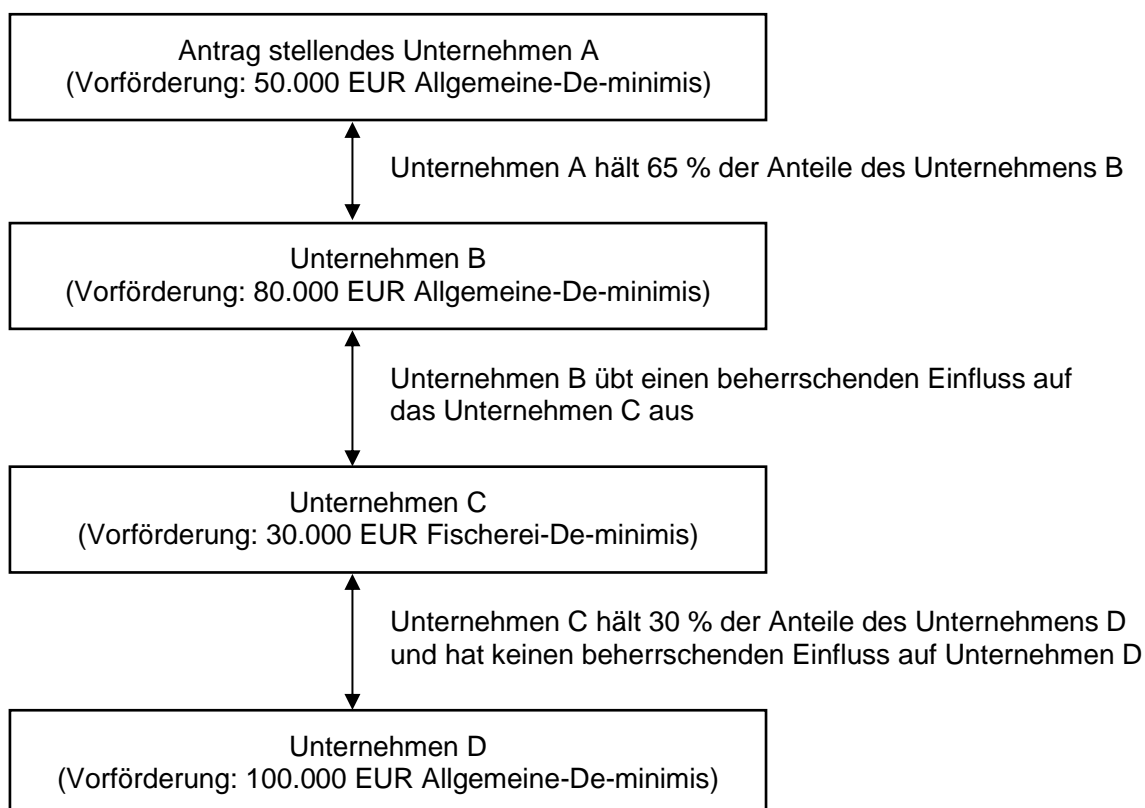 Antrag stellendes Unternehmen A
(Vorförderung: 50.000 EUR Allgemeine-De-minimis)
Unternehmen A hält 65 % der Anteile des Unternehmens B
Unternehmen B
(Vorförderung: 80.000 EUR Allgemeine-De-minimis)
Unternehmen B übt einen beherrschenden Einfluss auf
das Unternehmen C aus
Unternehmen C
(Vorförderung: 30.000 EUR Fischerei-De-minimis)
Unternehmen C hält 30 % der Anteile des Unternehmens D
und hat keinen beherrschenden Einfluss auf Unternehmen D
Unternehmen D
(Vorförderung: 100.000 EUR Allgemeine-De-minimis)